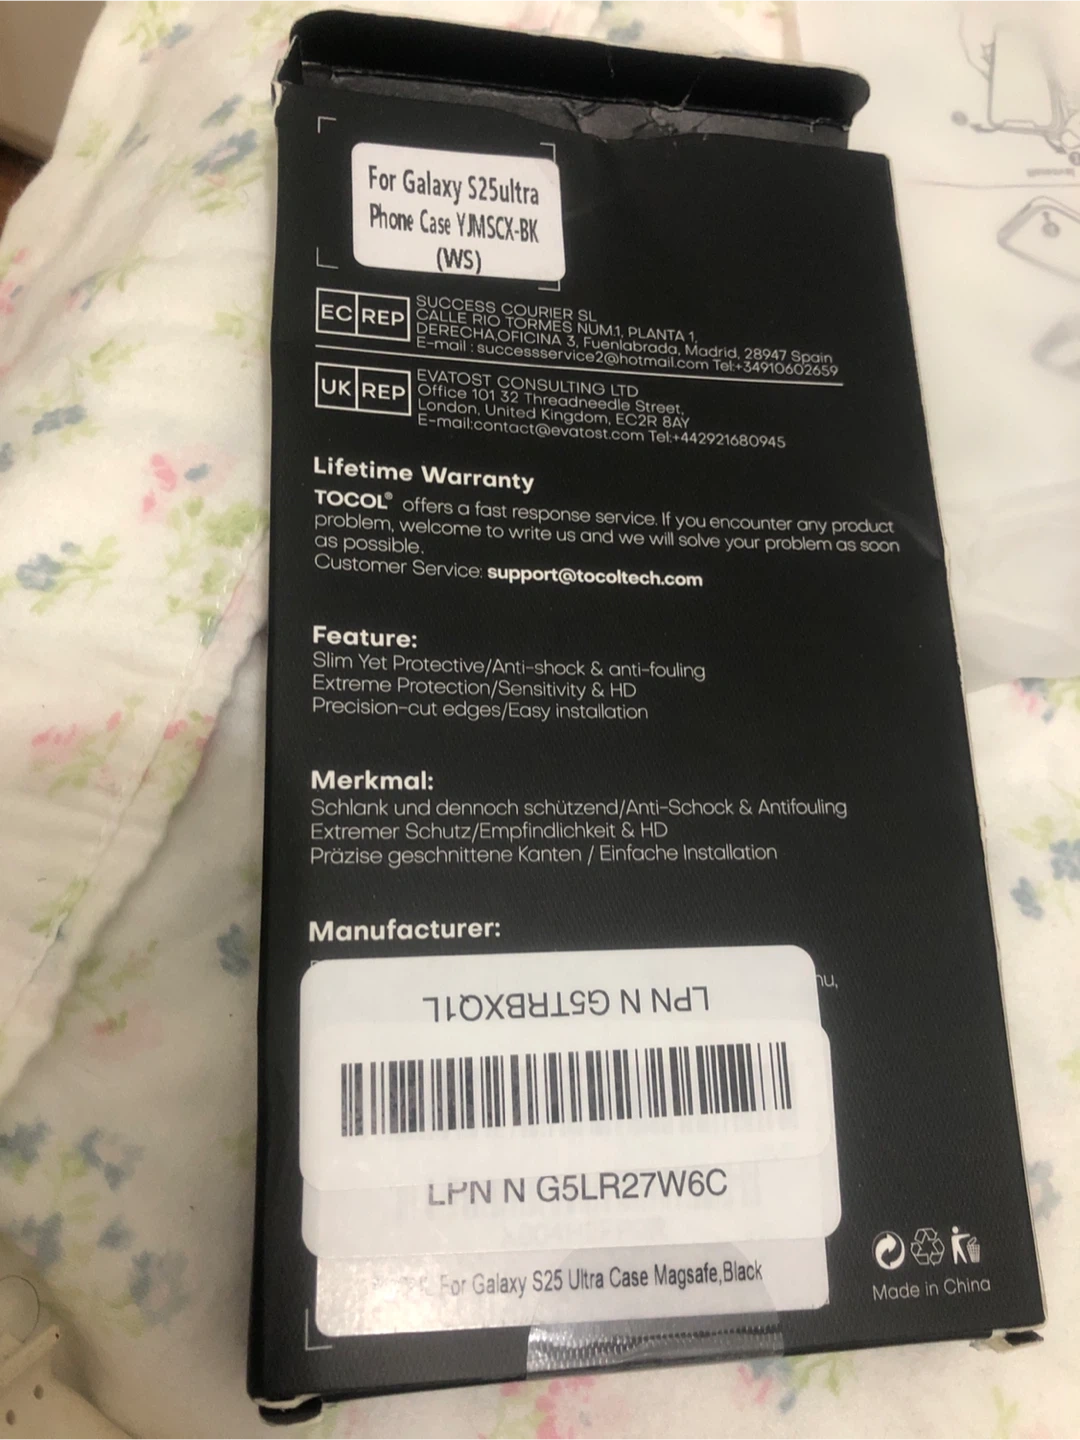 For Galaxy S25ultra
Phone Case YJMSCX-BK
(WS)
EC REP
SUCCESS COURIER SL
CALLE RIO TORMES NUM.1, PLANTA 1,
DERECHA,OFICINA 3, Fuenlabrada, Madrid, 28947 Spain
E-mail : successservice2@hotmail.com Tel:+34910602659
UK REP
EVATOST CONSULTING LTD
Office 101 32 Threadneedle Street,
London, United Kingdom, EC2R 8AY
E-mail:contact@evatost.com Tel:+442921680945
Lifetime Warranty
TOCOL® offers a fast response service. If you encounter any product
problem, welcome to write us and we will solve your problem as soon
as possible.
Customer Service: support@tocoltech.com
Feature:
Slim Yet Protective/Anti-shock & anti-fouling
Extreme Protection/Sensitivity & HD
Precision-cut edges/Easy installation
Merkmal:
Schlank und dennoch schützend/Anti-Schock & Antifouling
Extremer Schutz/Empfindlichkeit & HD
Präzise geschnittene Kanten / Einfache Installation
Manufacturer:
LPN N G5TRBXQ1L
LPN N G5LR27W6C
For Galaxy S25 Ultra Case Magsafe,Black
Made in China